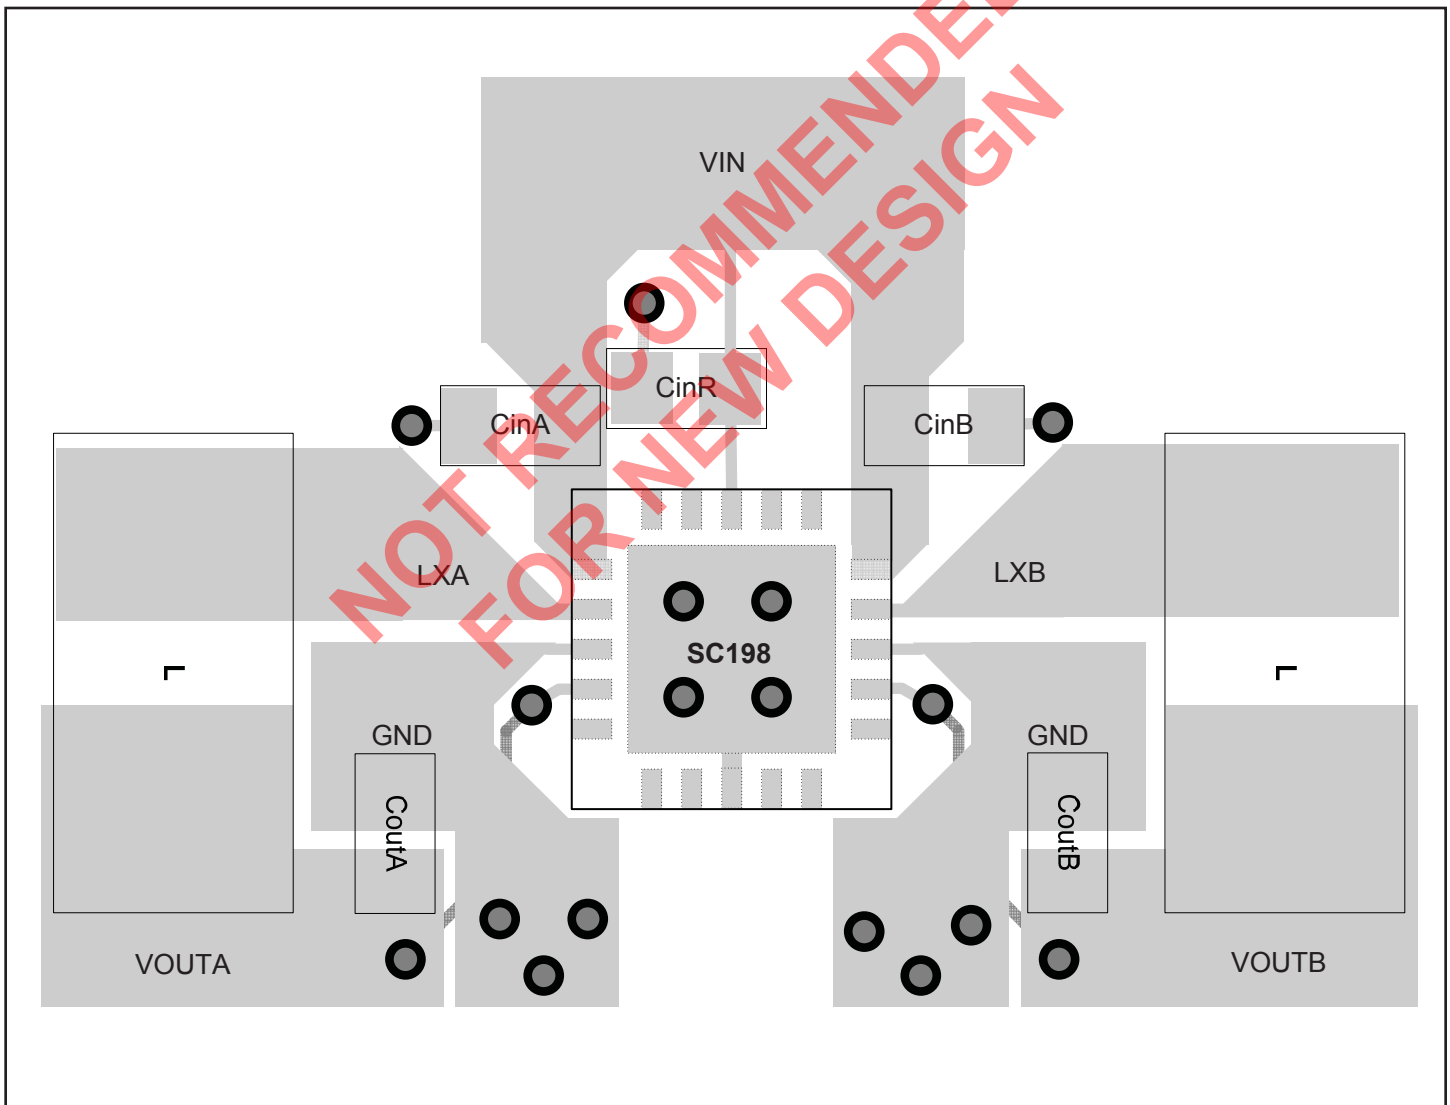 VIN
NOT RECOMMENDED
FOR NEW DESIGN
CinR
CinA
CinB
LXA
LXB
SC198
L
L
GND
GND
CoutA
CoutB
VOUTA
VOUTB